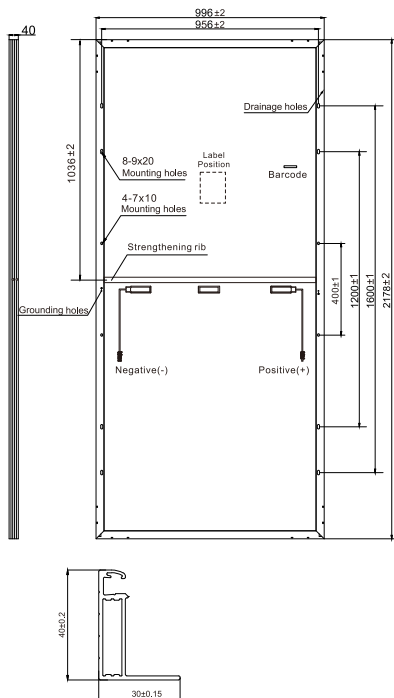 996±2
956±2
40
Drainage holes
1036±2
8-9x20
Mounting holes
Label
Position
Barcode
4-7x10
Mounting holes
Strengthening rib
400±1
1200±1
1600±1
2178±2
Grounding holes
Negative(-)
Positive(+)
40±0.2
30±0.15